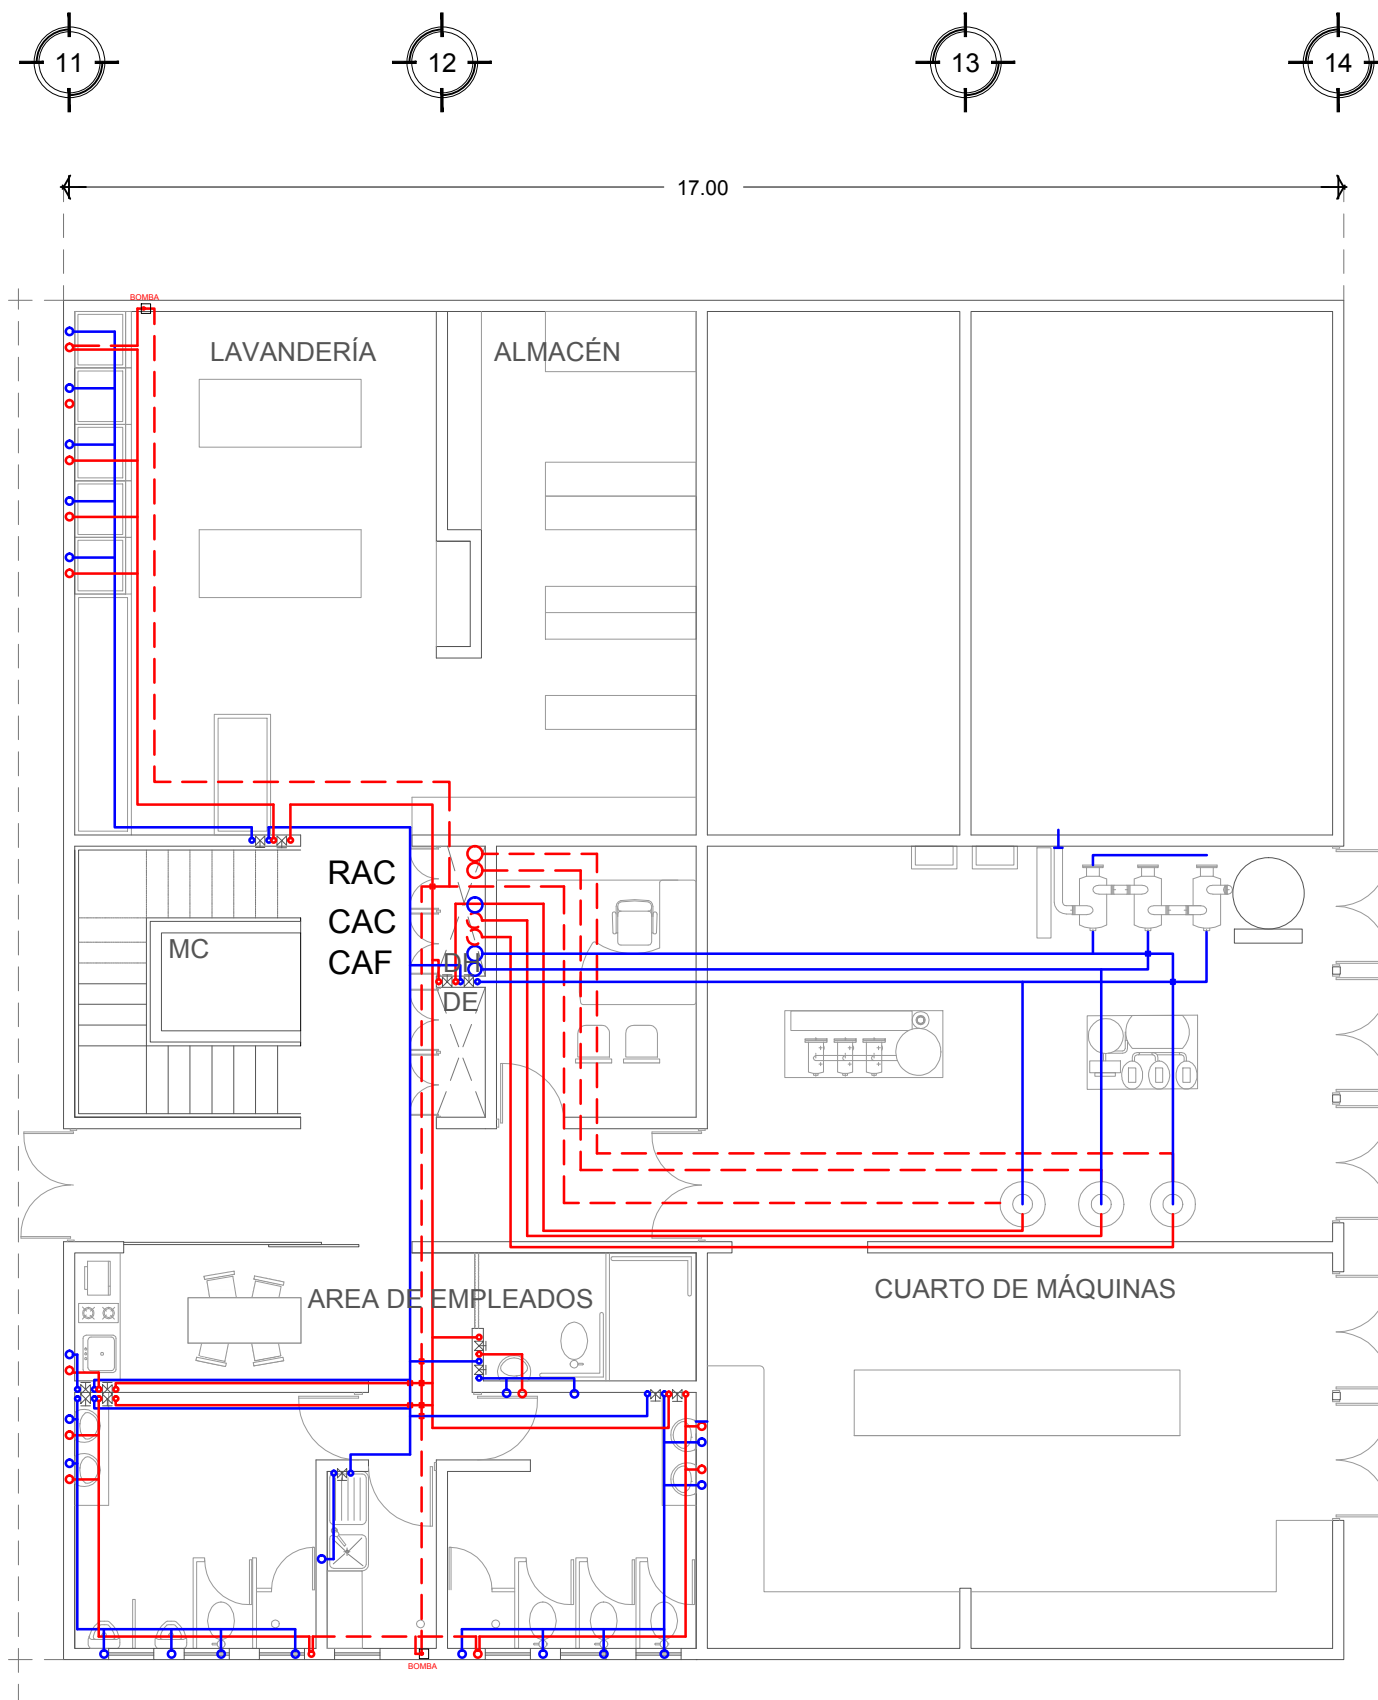 11
12
13
14
17.00
BOMBA
LAVANDERÍA
ALMACÉN
RAC
CAC
CAF
MC
DH
DE
AREA DE EMPLEADOS
CUARTO DE MÁQUINAS
BOMBA